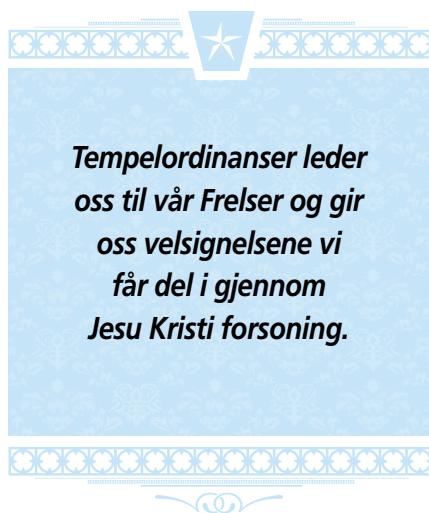 Tempelordinanser leder
oss til vår Frelser og gir
oss velsignelsene vi
får del i gjennom
Jesu Kristi forsoning.